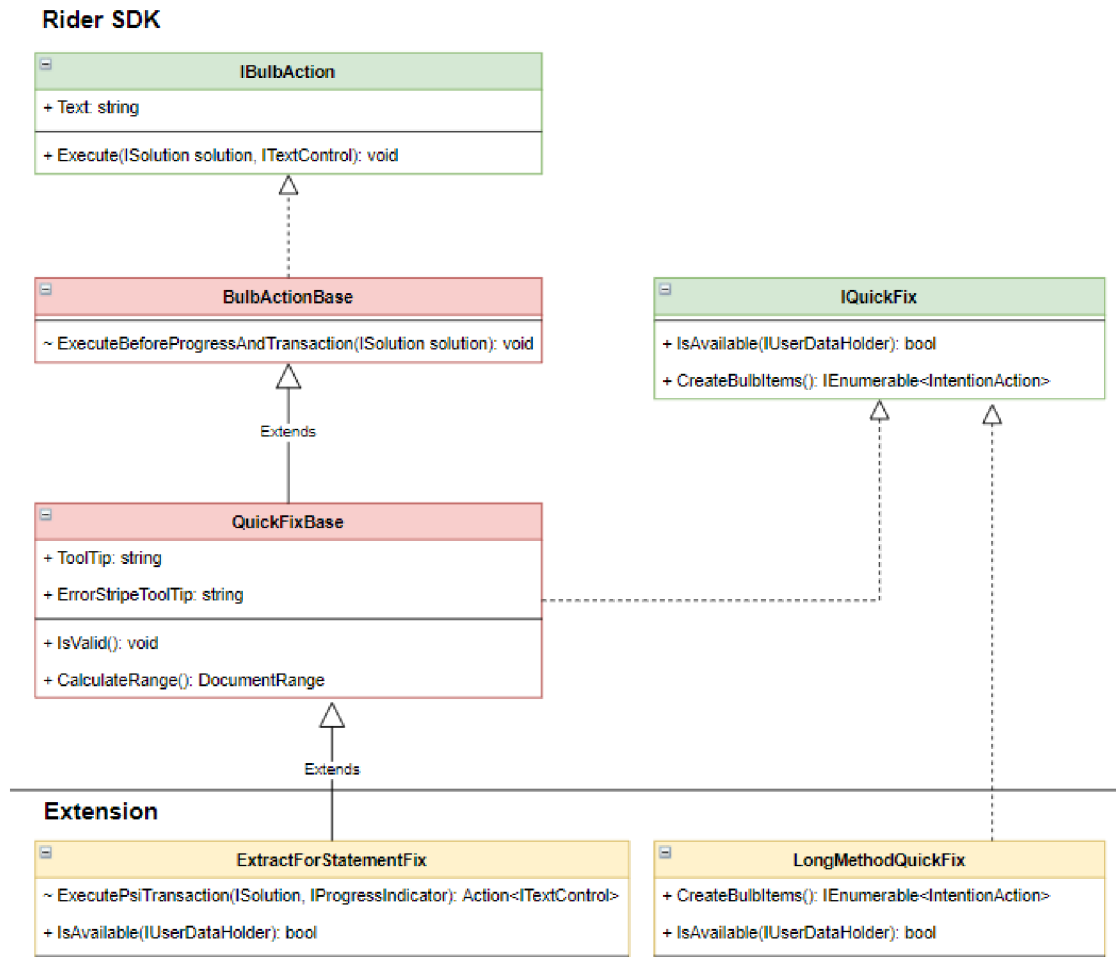 Rider SDK
IBulbAction
+ Text: string
+ Execute(ISolution solution, ITextControl): void
BulbActionBase
~ ExecuteBeforeProgressAndTransaction(ISolution solution): void
IQuickFix
+ IsAvailable(IUserDataHolder): bool
+ CreateBulbItems(): IEnumerable<IntentionAction>
Extends
QuickFixBase
+ ToolTip: string
+ ErrorStripeToolTip: string
+ IsValid(): void
+ CalculateRange(): DocumentRange
Extends
Extension
ExtractForStatementFix
~ ExecutePsiTransaction(ISolution, IProgressIndicator): Action<ITextControl>
+ IsAvailable(IUserDataHolder): bool
LongMethodQuickFix
+ CreateBulbItems(): IEnumerable<IntentionAction>
+ IsAvailable(IUserDataHolder): bool